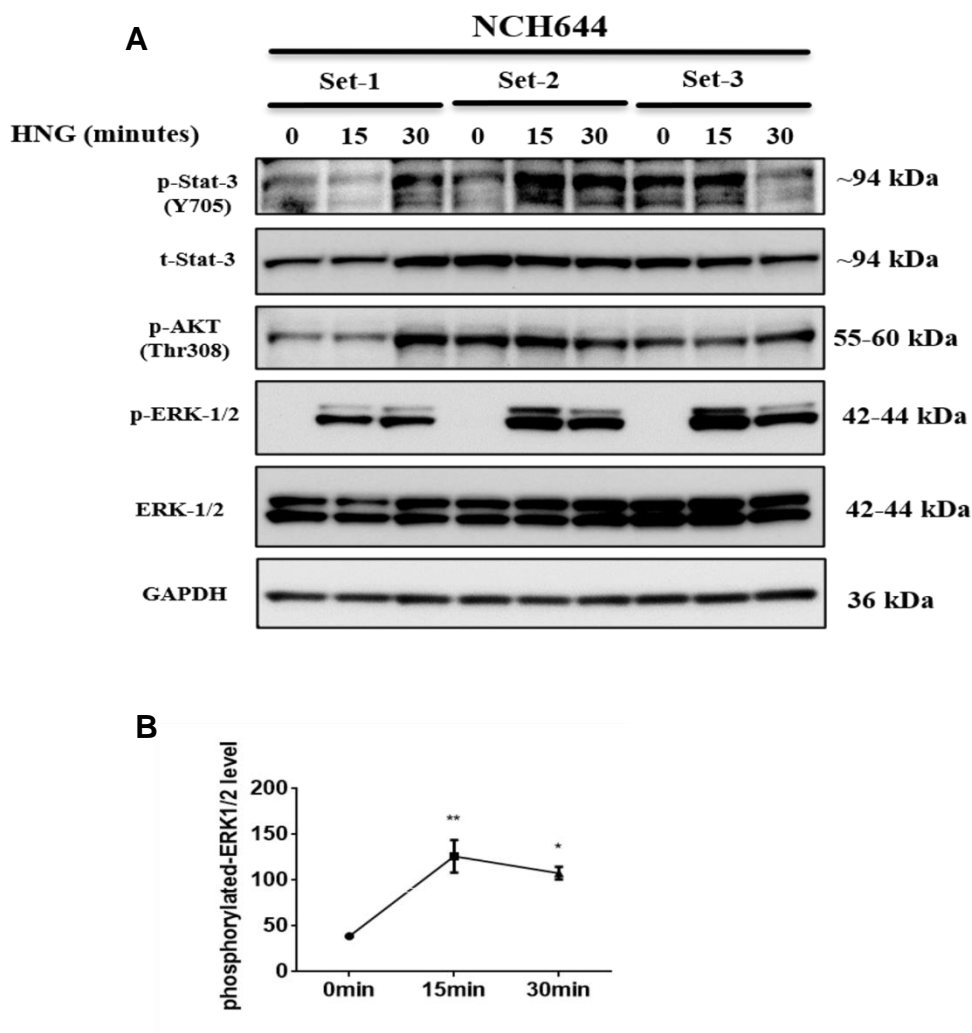 A
NCH644
Set-1 Set-2 Set-3
HNG (minutes) 0 15 30 0 15 30 0 15 30
p-Stat-3
(Y705)
~94 kDa
t-Stat-3
~94 kDa
p-AKT
(Thr308)
55-60 kDa
p-ERK-1/2
42-44 kDa
ERK-1/2
42-44 kDa
GAPDH
36 kDa
B
phosphorylated-ERK1/2 level
200
150
100
50
0
**
*
0min 15min 30min